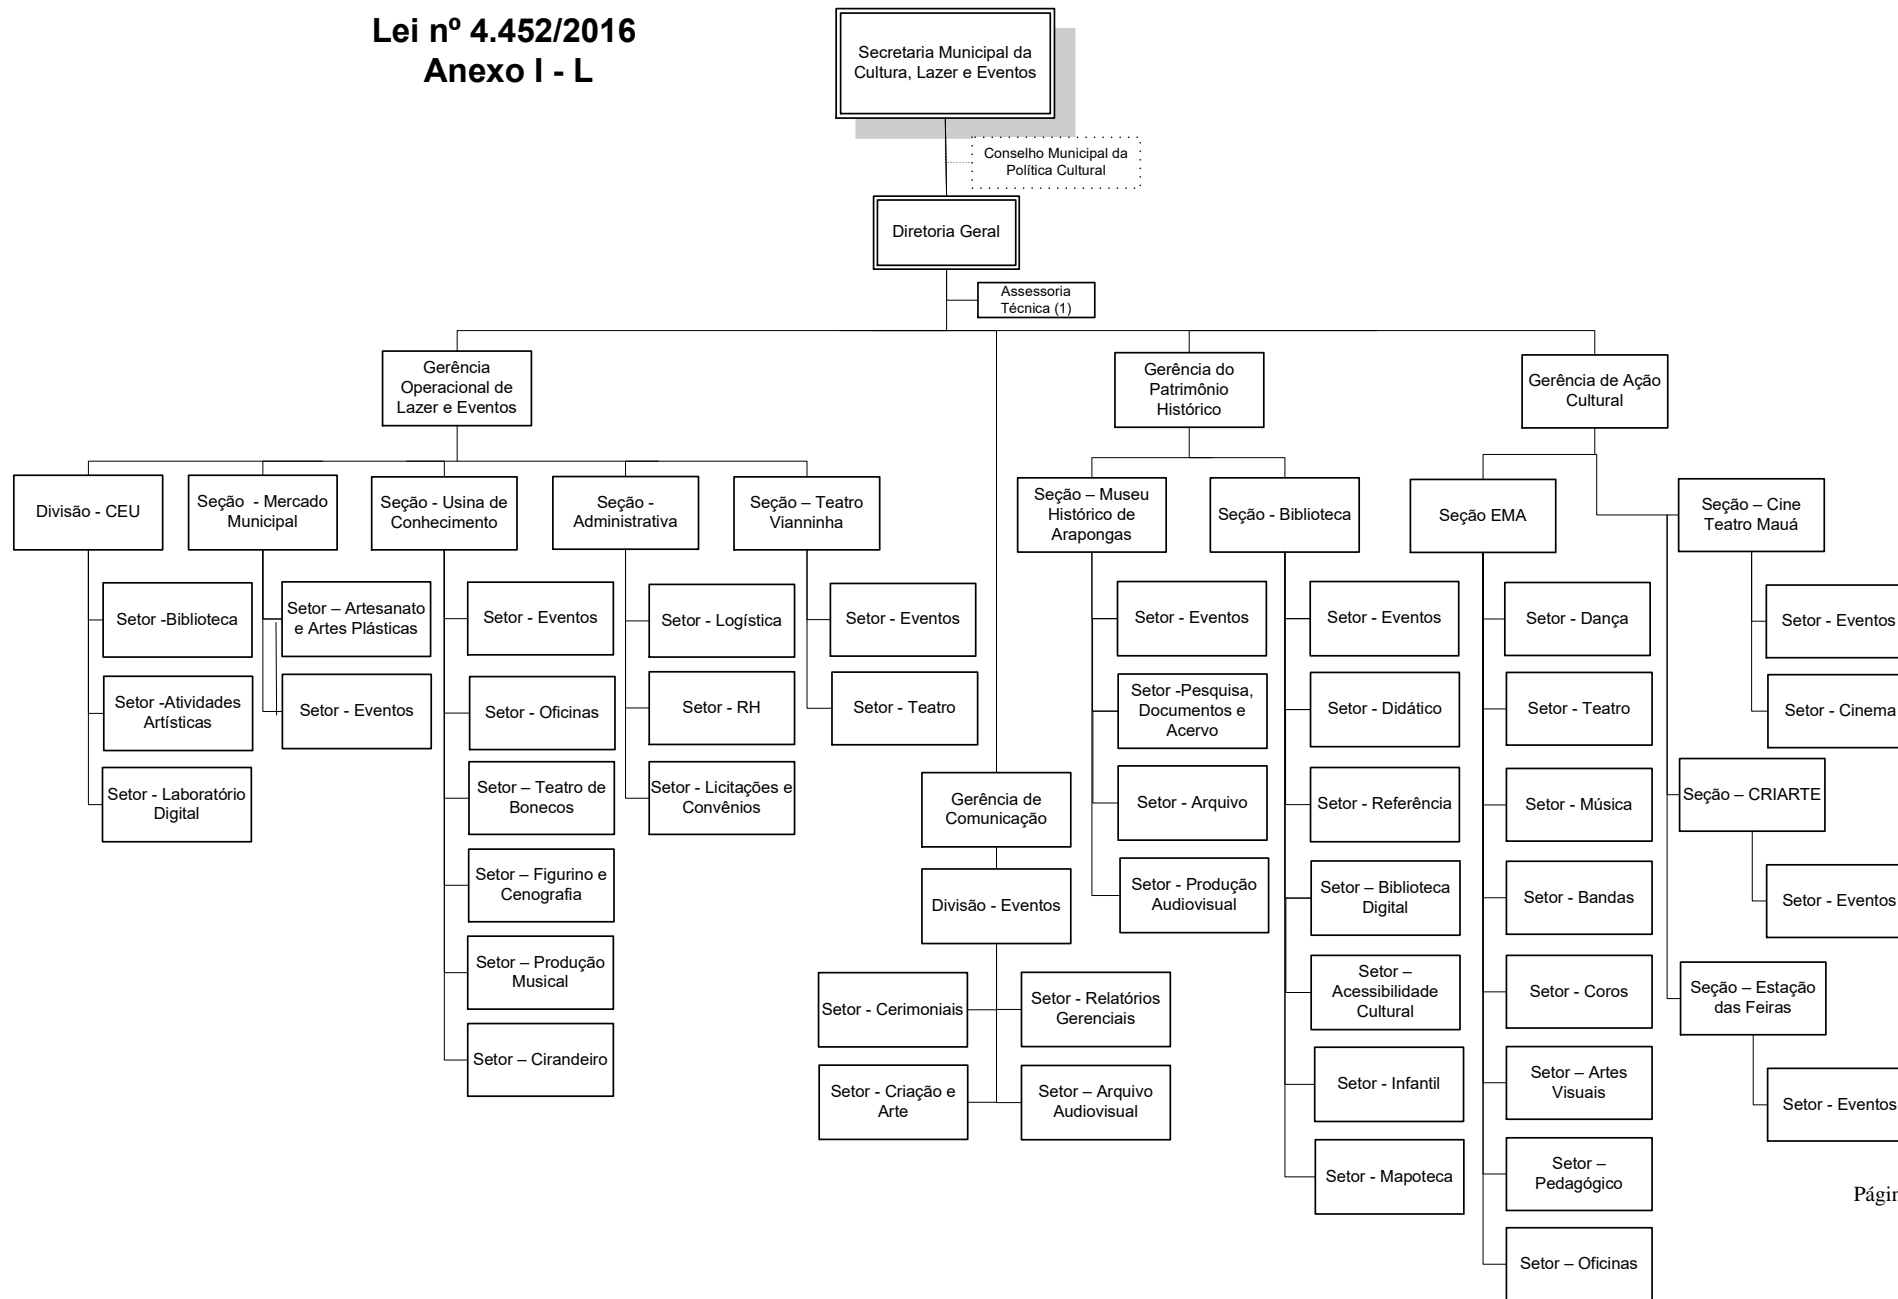 Lei nº 4.452/2016
Anexo I - L
Secretaria Municipal da
Cultura, Lazer e Eventos
Conselho Municipal da
Política Cultural
Diretoria Geral
Assessoria
Técnica (1)
Gerência
Operacional de
Lazer e Eventos
Gerência do
Patrimônio
Histórico
Gerência de Ação
Cultural
Divisão - CEU
Seção  - Mercado
Municipal
Seção - Usina de
Conhecimento
Seção -
Administrativa
Seção – Teatro
Vianninha
Seção – Museu
Histórico de
Arapongas
Seção - Biblioteca
Seção EMA
Seção – Cine
Teatro Mauá
Setor -Biblioteca
Setor -Atividades
Artísticas
Setor - Laboratório
Digital
Setor – Artesanato
e Artes Plásticas
Setor - Eventos
Setor - Eventos
Setor - Oficinas
Setor – Teatro de
Bonecos
Setor – Figurino e
Cenografia
Setor – Produção
Musical
Setor – Cirandeiro
Setor - Logística
Setor - RH
Setor - Licitações e
Convênios
Setor - Eventos
Setor - Teatro
Gerência de
Comunicação
Divisão - Eventos
Setor - Cerimoniais
Setor - Relatórios
Gerenciais
Setor - Criação e
Arte
Setor – Arquivo
Audiovisual
Setor - Eventos
Setor -Pesquisa,
Documentos e
Acervo
Setor - Arquivo
Setor - Produção
Audiovisual
Setor - Eventos
Setor - Didático
Setor - Referência
Setor – Biblioteca
Digital
Setor –
Acessibilidade
Cultural
Setor - Infantil
Setor - Mapoteca
Setor - Dança
Setor - Teatro
Setor - Música
Setor - Bandas
Setor - Coros
Setor – Artes
Visuais
Setor –
Pedagógico
Setor – Oficinas
Setor - Eventos
Setor - Cinema
Seção – CRIARTE
Setor - Eventos
Seção – Estação
das Feiras
Setor - Eventos
Págin